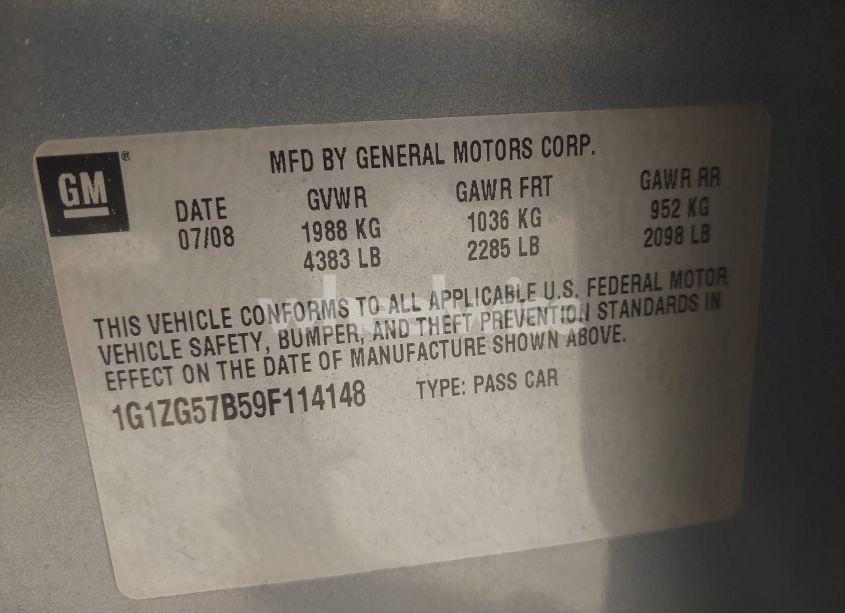 GM®
MFD BY GENERAL MOTORS CORP.
DATE GVWR GAWR FRT GAWR RR
07/08 1988 KG 1036 KG 952 KG
4383 LB 2285 LB 2098 LB
THIS VEHICLE CONFORMS TO ALL APPLICABLE U.S. FEDERAL MOTOR
VEHICLE SAFETY, BUMPER, AND THEFT PREVENTION STANDARDS IN
EFFECT ON THE DATE OF MANUFACTURE SHOWN ABOVE.
1G1ZG57B59F114148 TYPE: PASS CAR